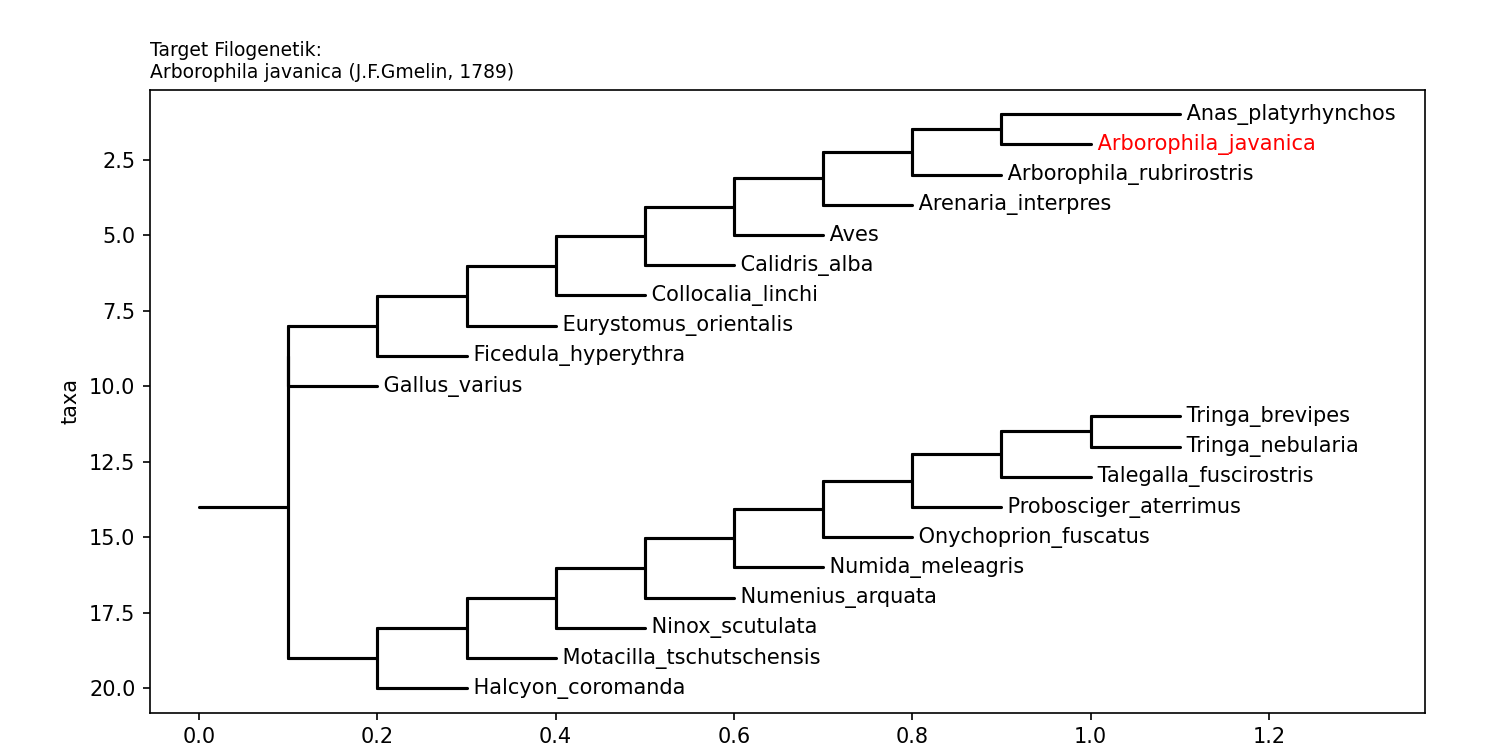 Target Filogenetik:
Arborophila javanica (J.F.Gmelin, 1789)
Anas_platyrhynchos
Arborophila_javanica
2.5
Arborophila_rubrirostris
Arenaria_interpres
5.0
Aves
Calidris_alba
Collocalia_linchi
7.5
Eurystomus_orientalis
Ficedula_hyperythra
taxa
10.0
Gallus_varius
Tringa_brevipes
Tringa_nebularia
12.5
Talegalla_fuscirostris
Probosciger_aterrimus
15.0
Onychoprion_fuscatus
Numida_meleagris
Numenius_arquata
17.5
Ninox_scutulata
Motacilla_tschutschensis
20.0
Halcyon_coromanda
0.0 0.2 0.4 0.6 0.8 1.0 1.2